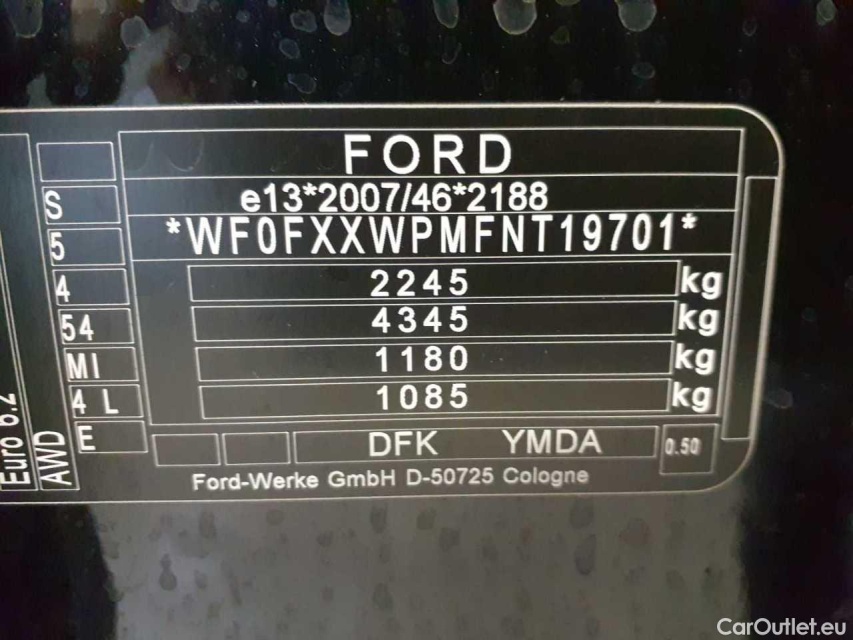 FORD
e13*2007/46*2188
*WF0FXXWPMFNT19701*
2245 kg
4345 kg
1180 kg
1085 kg
DFK YMDA 0.50
Ford-Werke GmbH D-50725 Cologne
S
5
4
54
MI
4 L
E
AWD
Euro 6.2
CarOutlet.eu